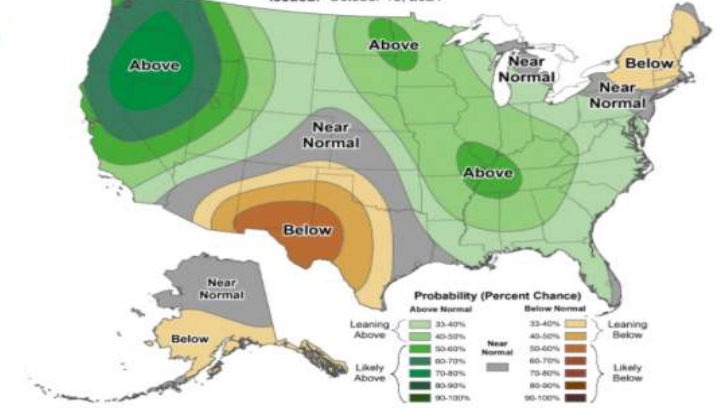 Above
Above
Near
Normal
Below
Near
Normal
Near
Normal
Above
Below
Near
Normal
Below
Probability (Percent Chance)
Above Normal
Below Normal
Leaning
Above
33-40%
40-50%
Likely
Above
50-60%
60-70%
70-80%
80-90%
90-100%
Near
Normal
33-40%
40-50%
Leaning
Below
50-60%
60-70%
70-80%
80-90%
90-100%
Likely
Below